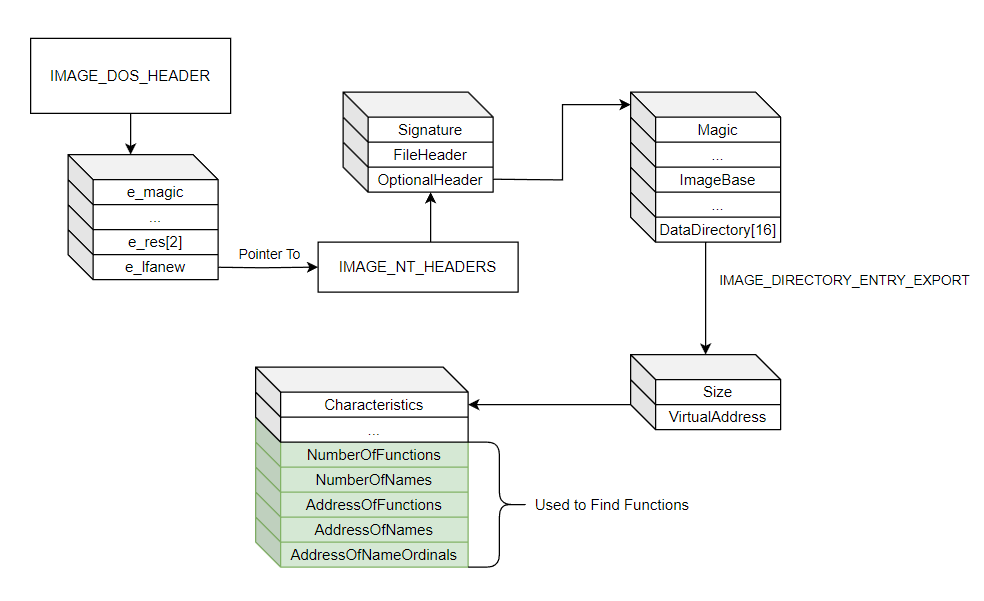 IMAGE_DOS_HEADER
e_magic
...
e_res[2]
e_lfanew
Pointer To
IMAGE_NT_HEADERS
Signature
FileHeader
OptionalHeader
Magic
...
ImageBase
...
DataDirectory[16]
IMAGE_DIRECTORY_ENTRY_EXPORT
Size
VirtualAddress
Characteristics
...
NumberOfFunctions
NumberOfNames
AddressOfFunctions
AddressOfNames
AddressOfNameOrdinals
Used to Find Functions